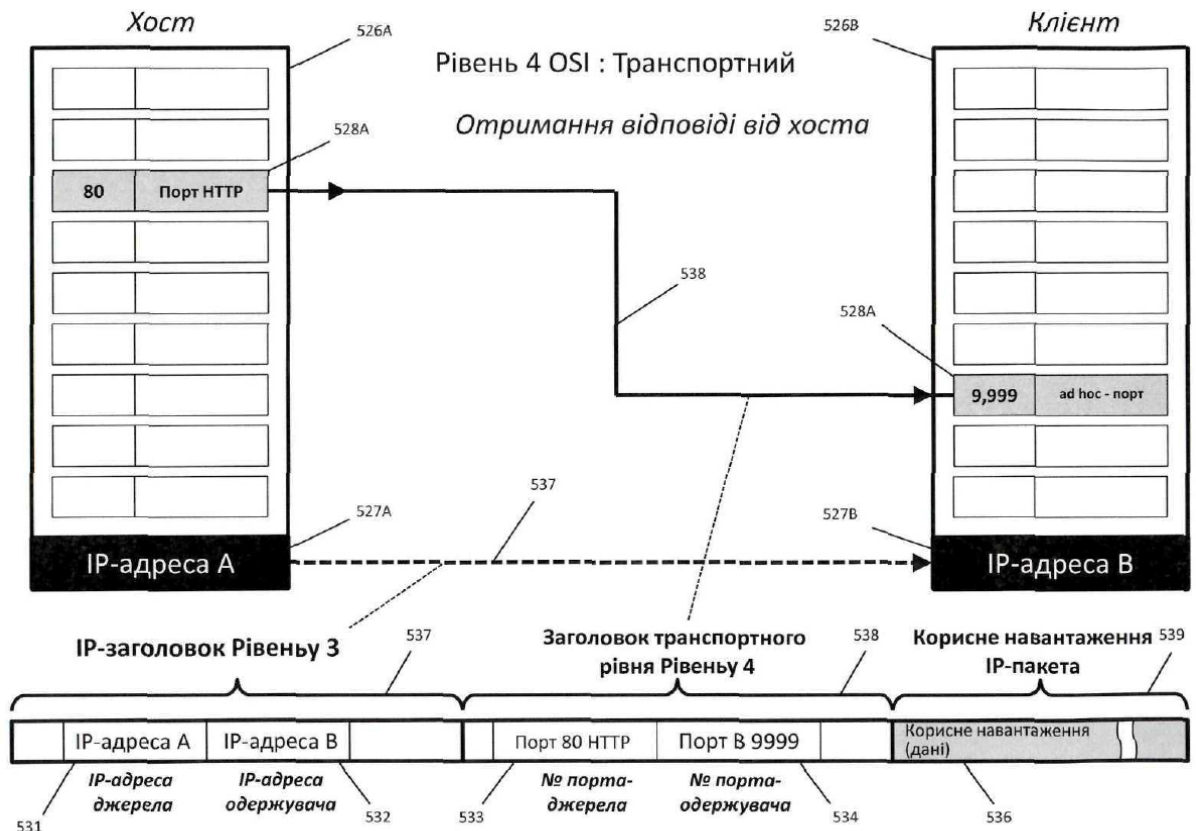 Хост
Клієнт
526A
526B
Рівень 4 OSI : Транспортний
Отримання відповіді від хоста
528A
80 Порт HTTP
538
528A
9,999 ad hoc - порт
537
527A
527B
IP-адреса А
IP-адреса В
IP-заголовок Рівеньу 3
537
Заголовок транспортного
рівня Рівеньу 4
538
Корисне навантаження
IP-пакета
539
IP-адреса А IP-адреса В Порт 80 HTTP Порт В 9999 Корисне навантаження
(дані)
IP-адреса
джерела
IP-адреса
одержувача
№ порта-
джерела
№ порта-
одержувача
531
532
533
534
536